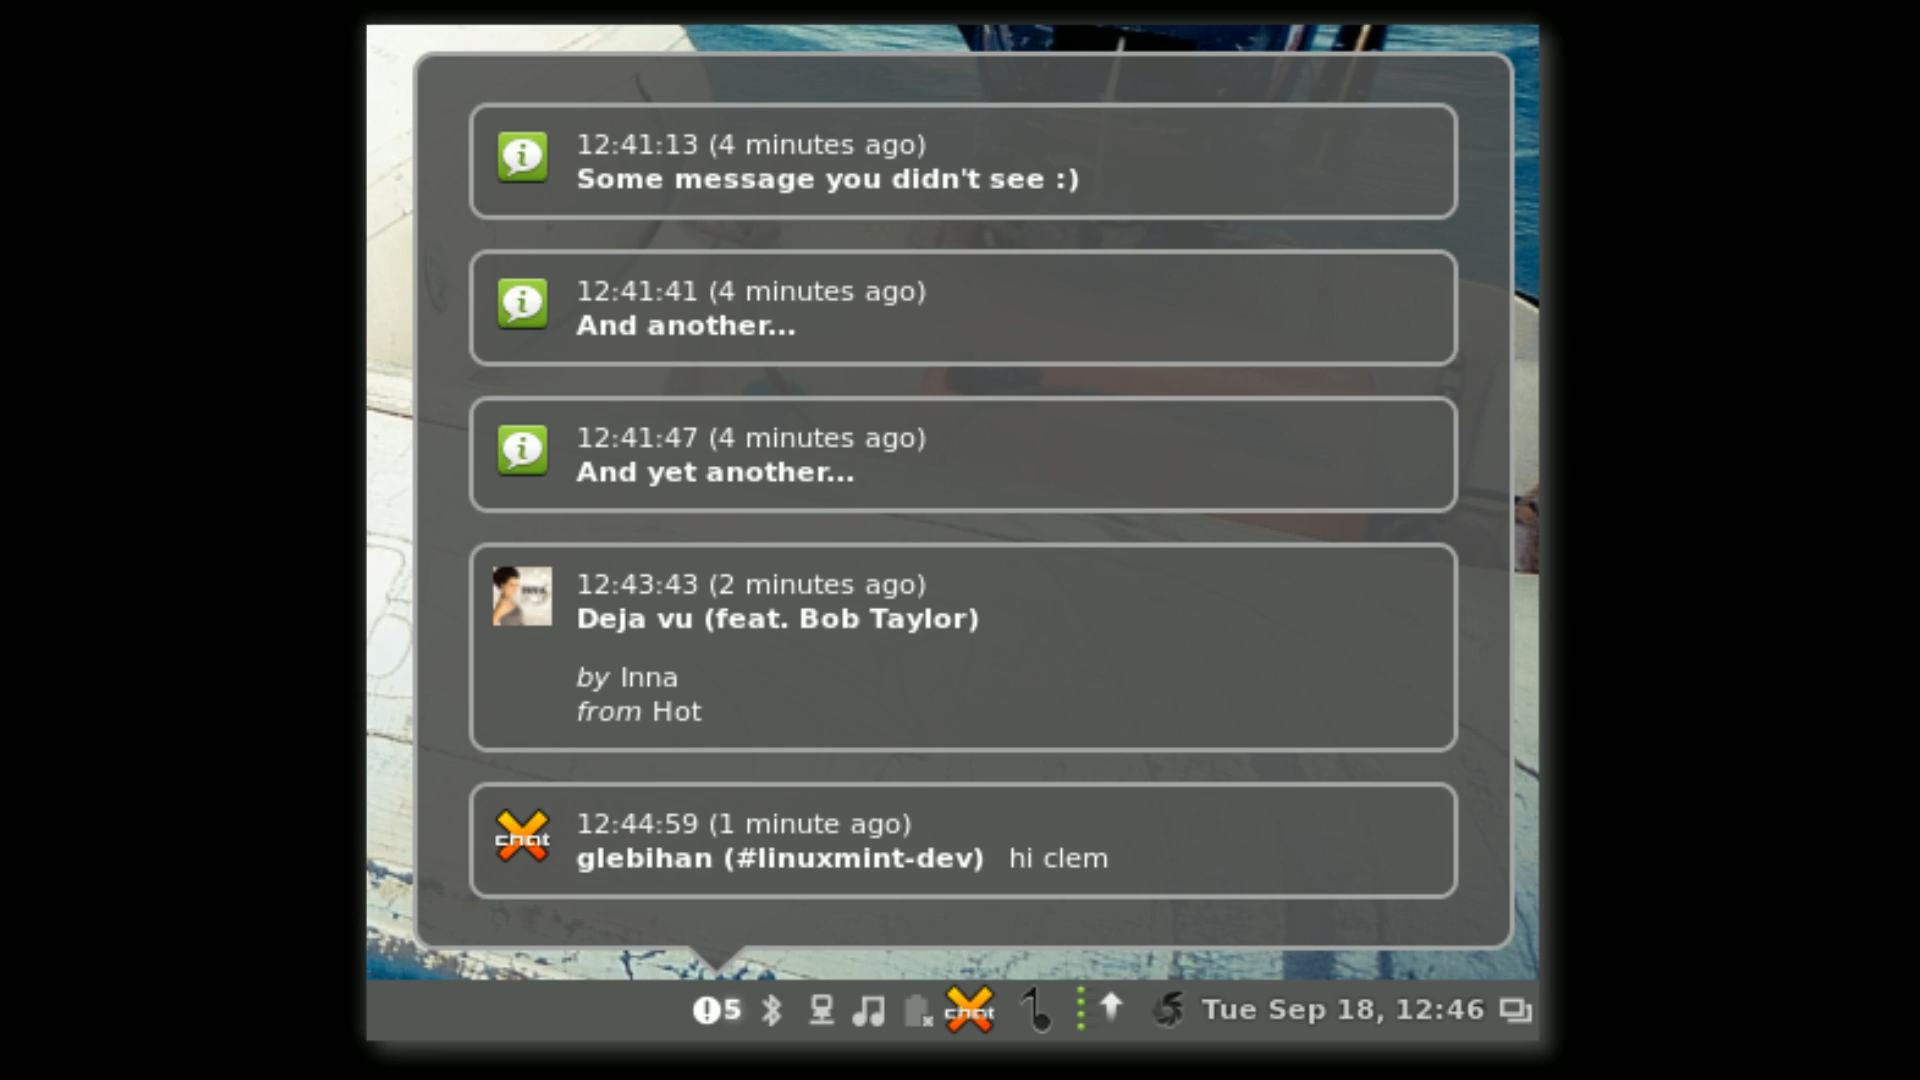 12:41:13 (4 minutes ago)
Some message you didn't see :)
12:41:41 (4 minutes ago)
And another...
12:41:47 (4 minutes ago)
And yet another...
12:43:43 (2 minutes ago)
Deja vu (feat. Bob Taylor)
by Inna
from Hot
chat
12:44:59 (1 minute ago)
glebihan (#linuxmint-dev) hi clem
5 chat Tue Sep 18, 12:46